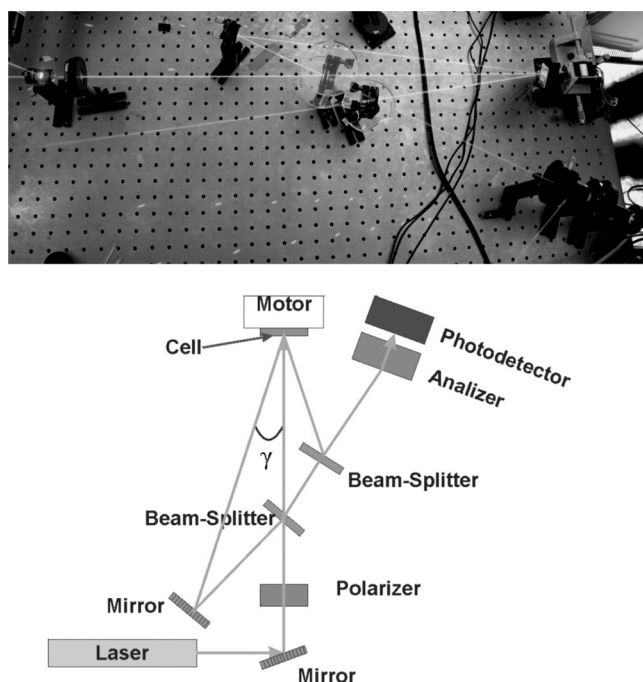 Motor
Cell
Photodetector
Analizer
γ
Beam-Splitter
Beam-Splitter
Polarizer
Mirror
Laser
Mirror